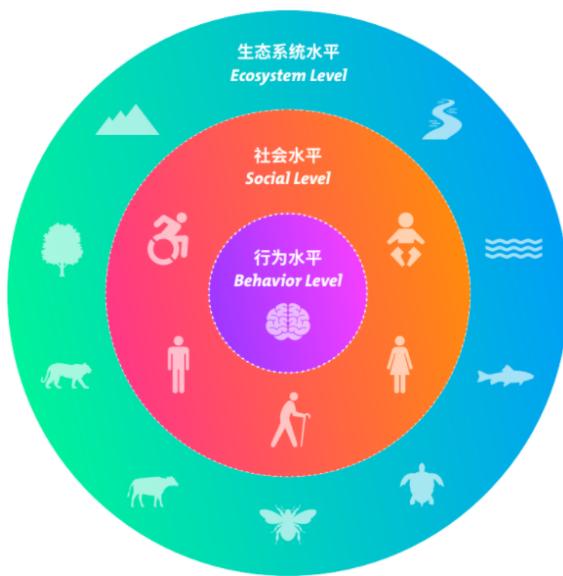 生态系统水平
Ecosystem Level
社会水平
Social Level
行为水平
Behavior Level